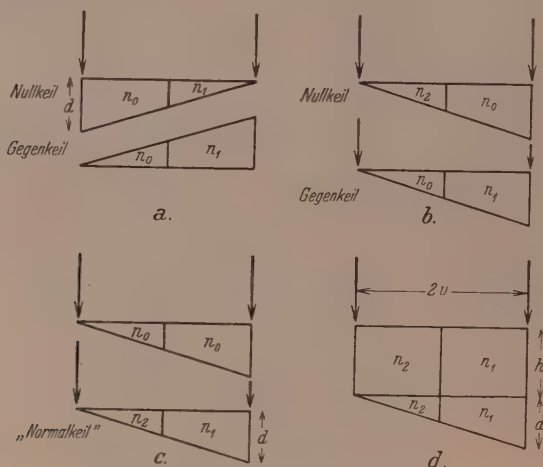 Nullkeil d n₀ n₁
Gegenkeil n₀ n₁
a.
Nullkeil n₂ n₀
Gegenkeil n₀ n₁
b.
n₀ n₀
„Normalkeil" n₂ n₁ d
c.
2υ
n₂ n₁ h
n₂ n₁ d
d.